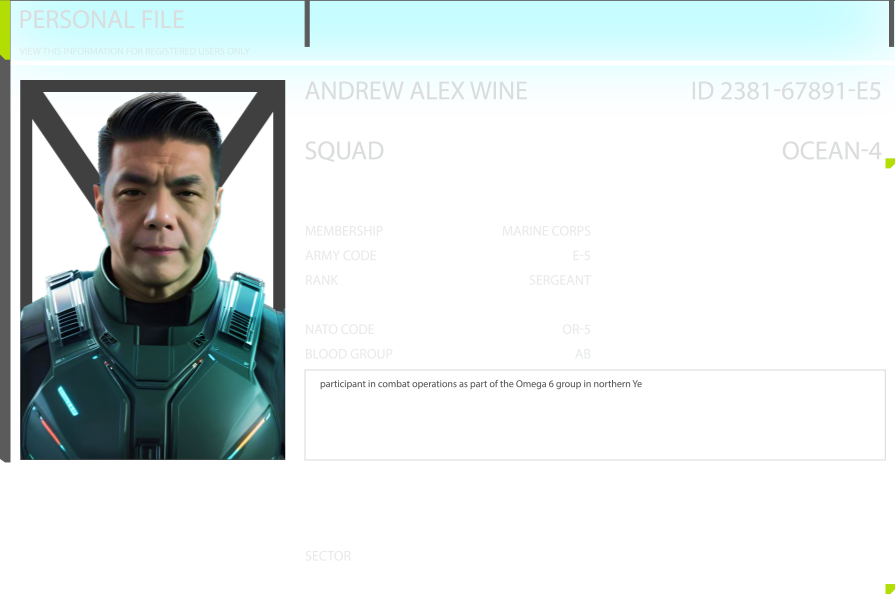 PERSONAL FILE
VIEW THIS INFORMATION FOR REGISTERED USERS ONLY
ANDREW ALEX WINE ID 2381-67891-E5
SQUAD OCEAN-4
MEMBERSHIP MARINE CORPS
ARMY CODE E-5
RANK SERGEANT
NATO CODE OR-5
BLOOD GROUP AB
participant in combat operations as part of the Omega 6 group in northern Ye
SECTOR